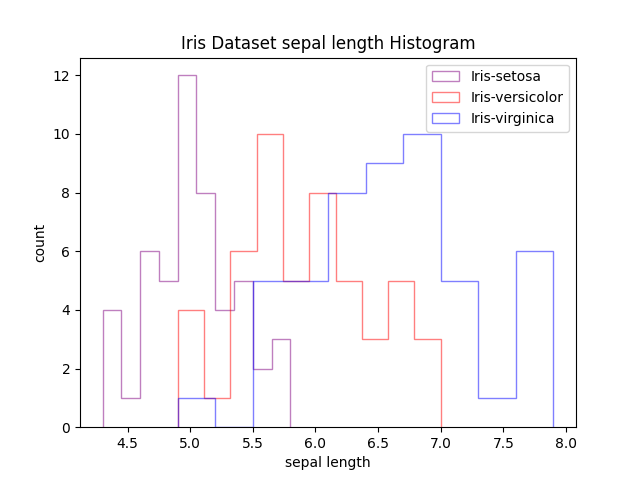 Iris Dataset sepal length Histogram
Iris-setosa
Iris-versicolor
Iris-virginica
12
10
8
6
4
2
0
count
4.5 5.0 5.5 6.0 6.5 7.0 7.5 8.0
sepal length